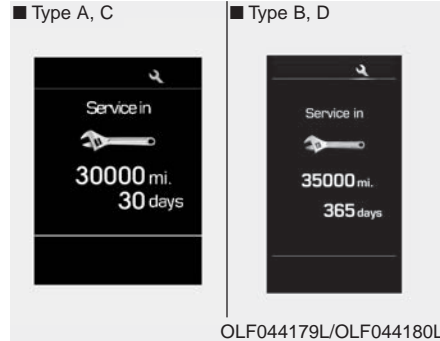 ■ Type A, C
Service in
30000 mi.
30 days
■ Type B, D
Service in
35000 mi.
365 days
OLF044179L/OLF044180L